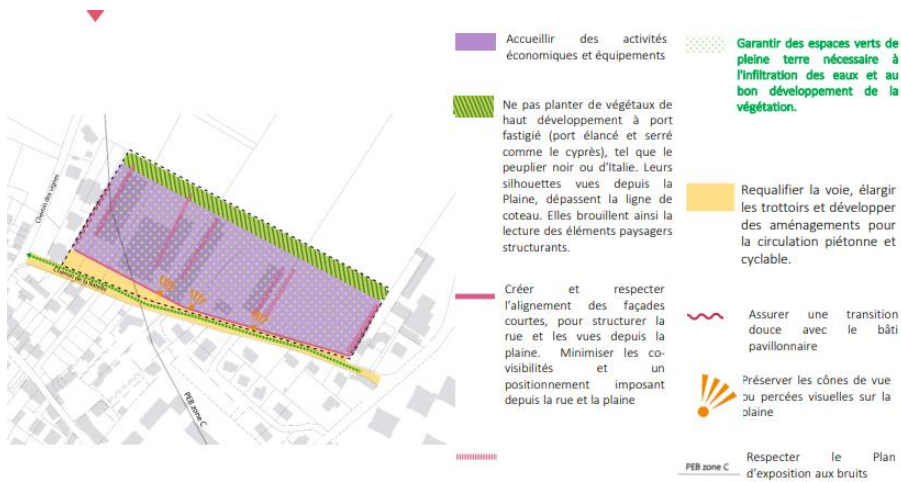 Accueillir des activités
économiques et équipements
Ne pas planter de végétaux de
haut développement à port
fastigié (port élancé et serré
comme le cyprès), tel que le
peuplier noir ou d'Italie. Leurs
silhouettes vues depuis la
Plaine, dépassent la ligne de
coteau. Elles brouillent ainsi la
lecture des éléments paysagers
structurants.
Créer et respecter
l'alignement des façades
courtes, pour structurer la
rue et les vues depuis la
plaine. Minimiser les co-
visibilités et un
positionnement imposant
depuis la rue et la plaine
Garantir des espaces verts de
pleine terre nécessaire à
l'infiltration des eaux et au
bon développement de la
végétation.
Requalifier la voie, élargir
les trottoirs et développer
des aménagements pour
la circulation piétonne et
cyclable.
Assurer une transition
douce avec le bâti
pavillonnaire
Préserver les cônes de vue
ou percées visuelles sur la
plaine
PEB zone C
Respecter le Plan
d'exposition aux bruits
Chemin des vignes
Chemin de la
PEB zone C